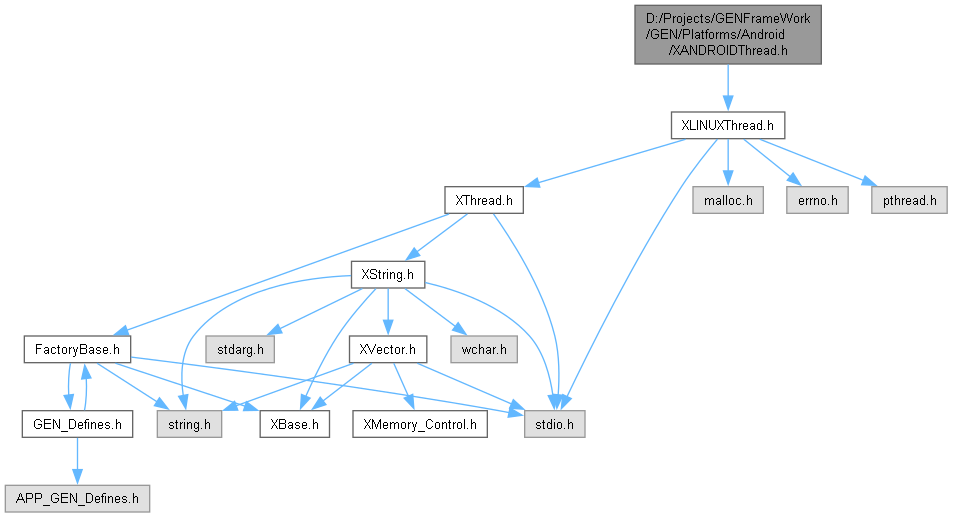 D:/Projects/GENFrameWork
/GEN/Platforms/Android
/XANDROIDThread.h
XLINUXThread.h
XThread.h
malloc.h
errno.h
pthread.h
XString.h
FactoryBase.h
stdarg.h
XVector.h
wchar.h
GEN_Defines.h
string.h
XBase.h
XMemory_Control.h
stdio.h
APP_GEN_Defines.h